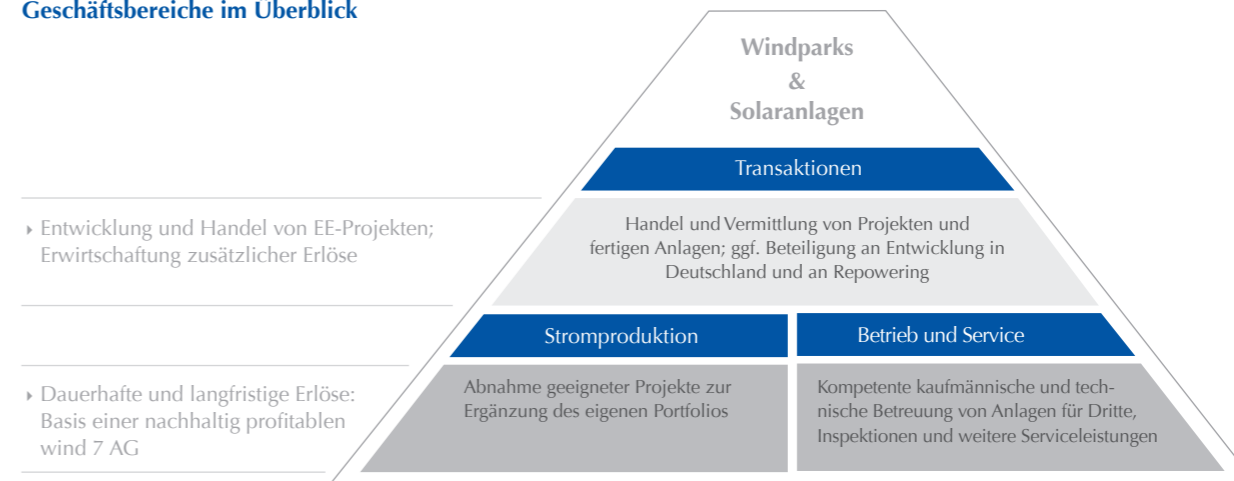 Geschäftsbereiche im Überblick
Windparks
&
Solaranlagen
Transaktionen
▸ Entwicklung und Handel von EE-Projekten;
Erwirtschaftung zusätzlicher Erlöse
Handel und Vermittlung von Projekten und
fertigen Anlagen; ggf. Beteiligung an Entwicklung in
Deutschland und an Repowering
Stromproduktion
Betrieb und Service
▸ Dauerhafte und langfristige Erlöse:
Basis einer nachhaltig profitablen
wind 7 AG
Abnahme geeigneter Projekte zur
Ergänzung des eigenen Portfolios
Kompetente kaufmännische und tech-
nische Betreuung von Anlagen für Dritte,
Inspektionen und weitere Serviceleistungen